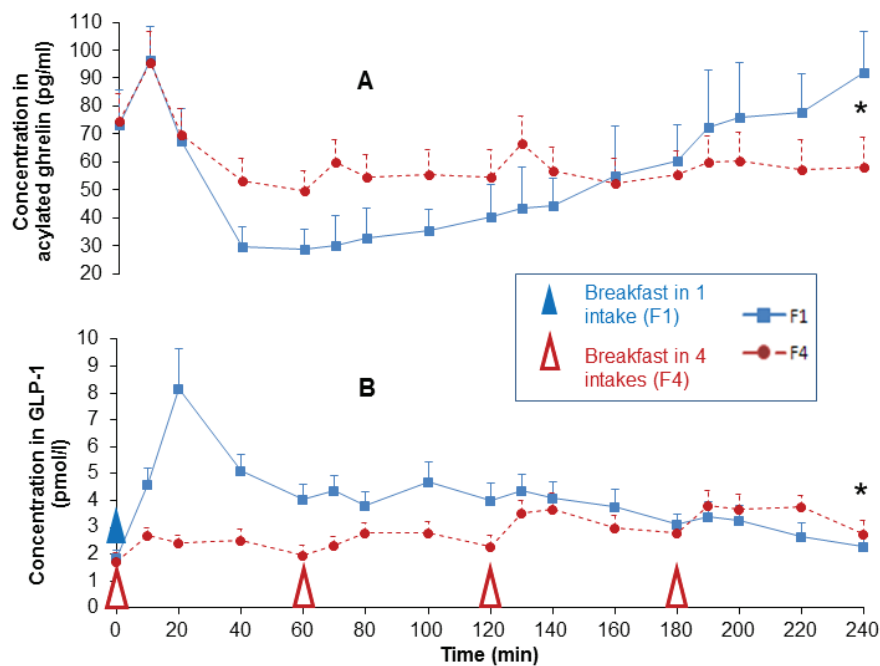 110
100
90
80
70
60
50
40
30
20
Concentration in
acylated ghrelin (pg/ml)
A
*
Breakfast in 1
intake (F1)
Breakfast in 4
intakes (F4)
F1
F4
10
9
8
7
6
5
4
3
2
1
0
Concentration in GLP-1
(pmol/l)
B
*
0 20 40 60 80 100 120 140 160 180 200 220 240
Time (min)